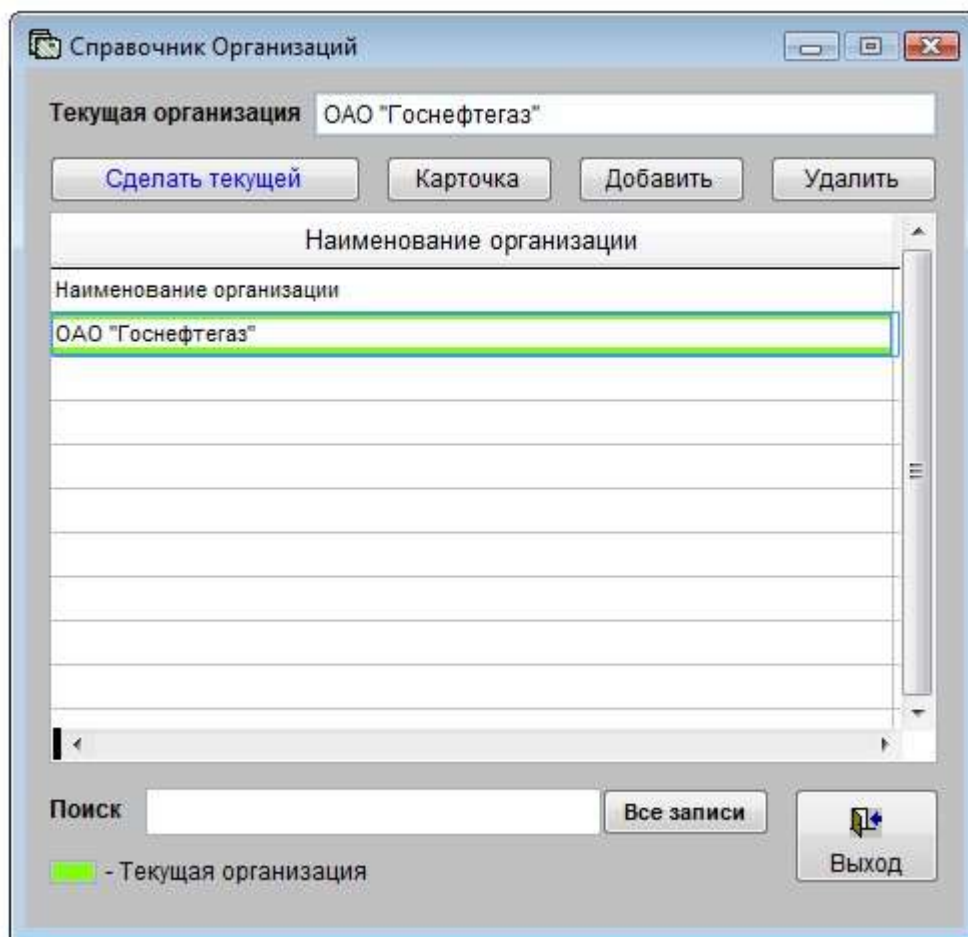 Справочник Организаций
Текущая организация ОАО "Госнефтегаз"
Сделать текущей Карточка Добавить Удалить
Наименование организации
Наименование организации
ОАО "Госнефтегаз"
Поиск Все записи
Выход
- Текущая организация